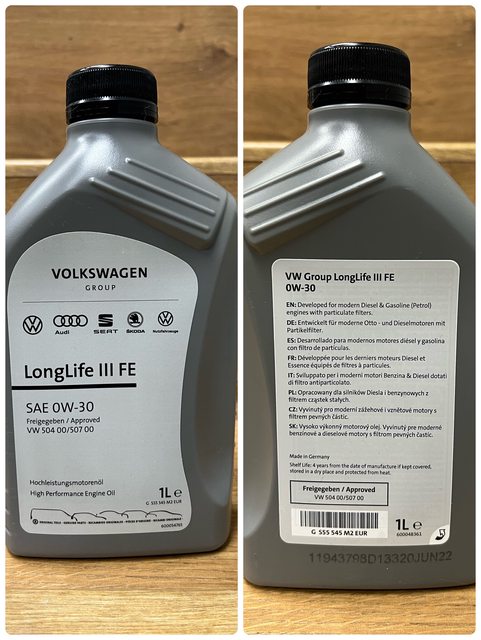 VOLKSWAGEN
GROUP
Audi SEAT ŠKODA Nutzfahrzeuge
LongLife III FE
SAE 0W-30
Freigegeben / Approved
VW 504 00/507 00
Hochleistungsmotorenöl
High Performance Engine Oil
1L e
G 555 545 M2 EUR
600054765
VW Group LongLife III FE
0W-30
EN: Developed for modern Diesel & Gasoline (Petrol)
engines with particulate filters.
DE: Entwickelt für moderne Otto - und Dieselmotoren mit
Partikelfilter.
ES: Desarrollado para modernos motores diésel y gasolina
con filtro de partículas.
FR: Développée pour les derniers moteurs Diesel et
Essence équipés de filtres à particules.
IT: Sviluppato per i moderni motori Benzina & Diesel dotati
di filtro antiparticolato.
PL: Opracowany dla silników Diesla i benzynowych z
filtrem cząstek stałych.
CZ: Vyvinutý pro moderní zážehové i vznětové motory s
filtrem pevných částic.
SK: Vysoko výkonný motorový olej. Vyvinutý pre moderné
benzínové a dieselové motory s filtrom pevných častíc.
Made in Germany
Shelf Life: 4 years from the date of manufacture if kept covered,
stored in a dry place and protected from heat.
Freigegeben / Approved
VW 504 00/507 00
G 555 545 M2 EUR
1L e
600048361
11943798D13320JUN22